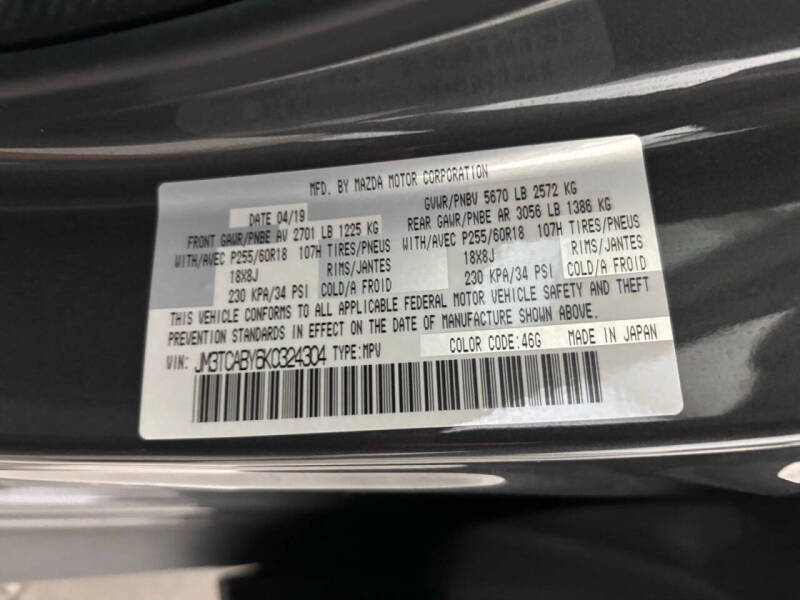 MFD. BY MAZDA MOTOR CORPORATION
DATE 04/19 GVWR/PNBV 5670 LB 2572 KG
FRONT GAWR/PNBE AV 2701 LB 1225 KG REAR GAWR/PNBE AR 3056 LB 1386 KG
WITH/AVEC P255/60R18 107H TIRES/PNEUS WITH/AVEC P255/60R18 107H TIRES/PNEUS
18X8J RIMS/JANTES 18X8J RIMS/JANTES
230 KPA/34 PSI COLD/A FROID 230 KPA/34 PSI COLD/A FROID
THIS VEHICLE CONFORMS TO ALL APPLICABLE FEDERAL MOTOR VEHICLE SAFETY AND THEFT
PREVENTION STANDARDS IN EFFECT ON THE DATE OF MANUFACTURE SHOWN ABOVE.
VIN: JM3TCABY6K0324304 TYPE:MPV COLOR CODE:46G MADE IN JAPAN